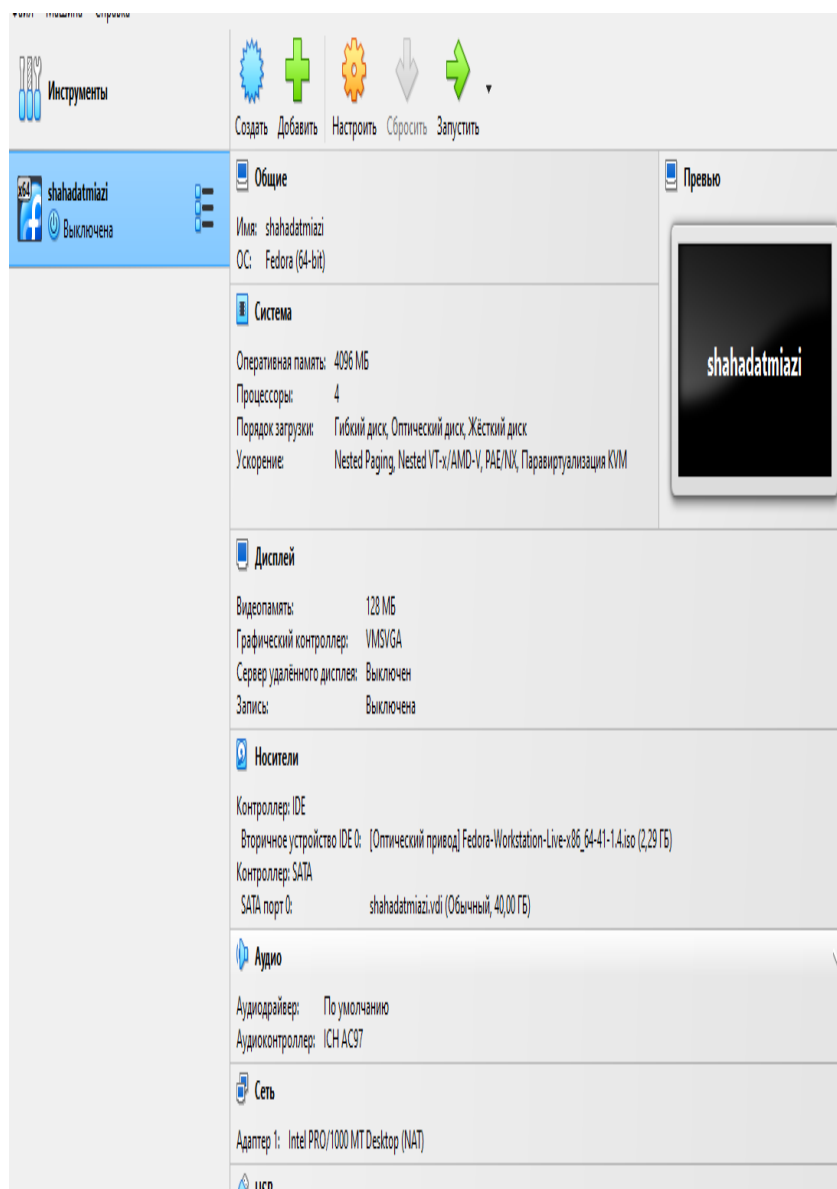 Файл Машина Справка
Инструменты
Создать Добавить Настроить Сбросить Запустить
x64
shahadatmiazi
Выключена
Общие
Имя: shahadatmiazi
ОС: Fedora (64-bit)
Превью
shahadatmiazi
Система
Оперативная память: 4096 МБ
Процессоры: 4
Порядок загрузки: Гибкий диск, Оптический диск, Жёсткий диск
Ускорение: Nested Paging, Nested VT-x/AMD-V, PAE/NX, Паравиртуализация KVM
Дисплей
Видеопамять: 128 МБ
Графический контроллер: VMSVGA
Сервер удалённого дисплея: Выключен
Запись: Выключена
Носители
Контроллер: IDE
Вторичное устройство IDE 0: [Оптический привод] Fedora-Workstation-Live-x86_64-41-1.4.iso (2,29 ГБ)
Контроллер: SATA
SATA порт 0: shahadatmiazi.vdi (Обычный, 40,00 ГБ)
Аудио
Аудиодрайвер: По умолчанию
Аудиоконтроллер: ICH AC97
Сеть
Адаптер 1: Intel PRO/1000 MT Desktop (NAT)
USB